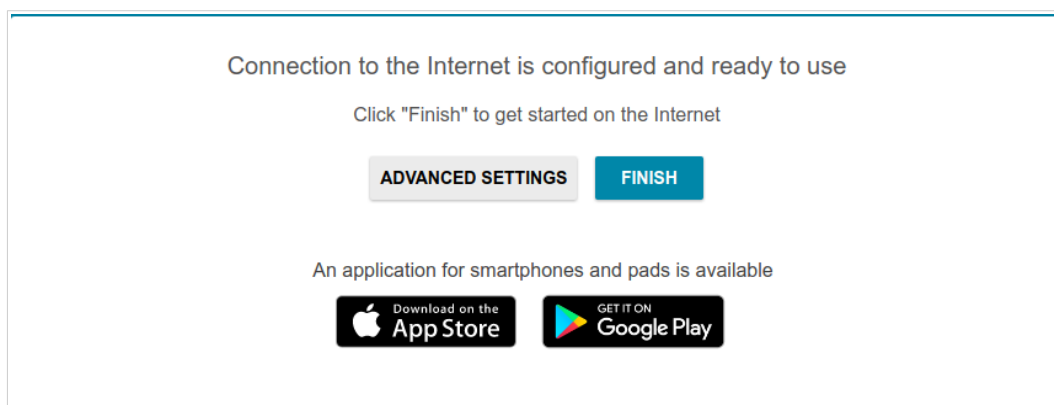 Connection to the Internet is configured and ready to use
Click "Finish" to get started on the Internet
ADVANCED SETTINGS
FINISH
An application for smartphones and pads is available
Download on the
App Store
GET IT ON
Google Play